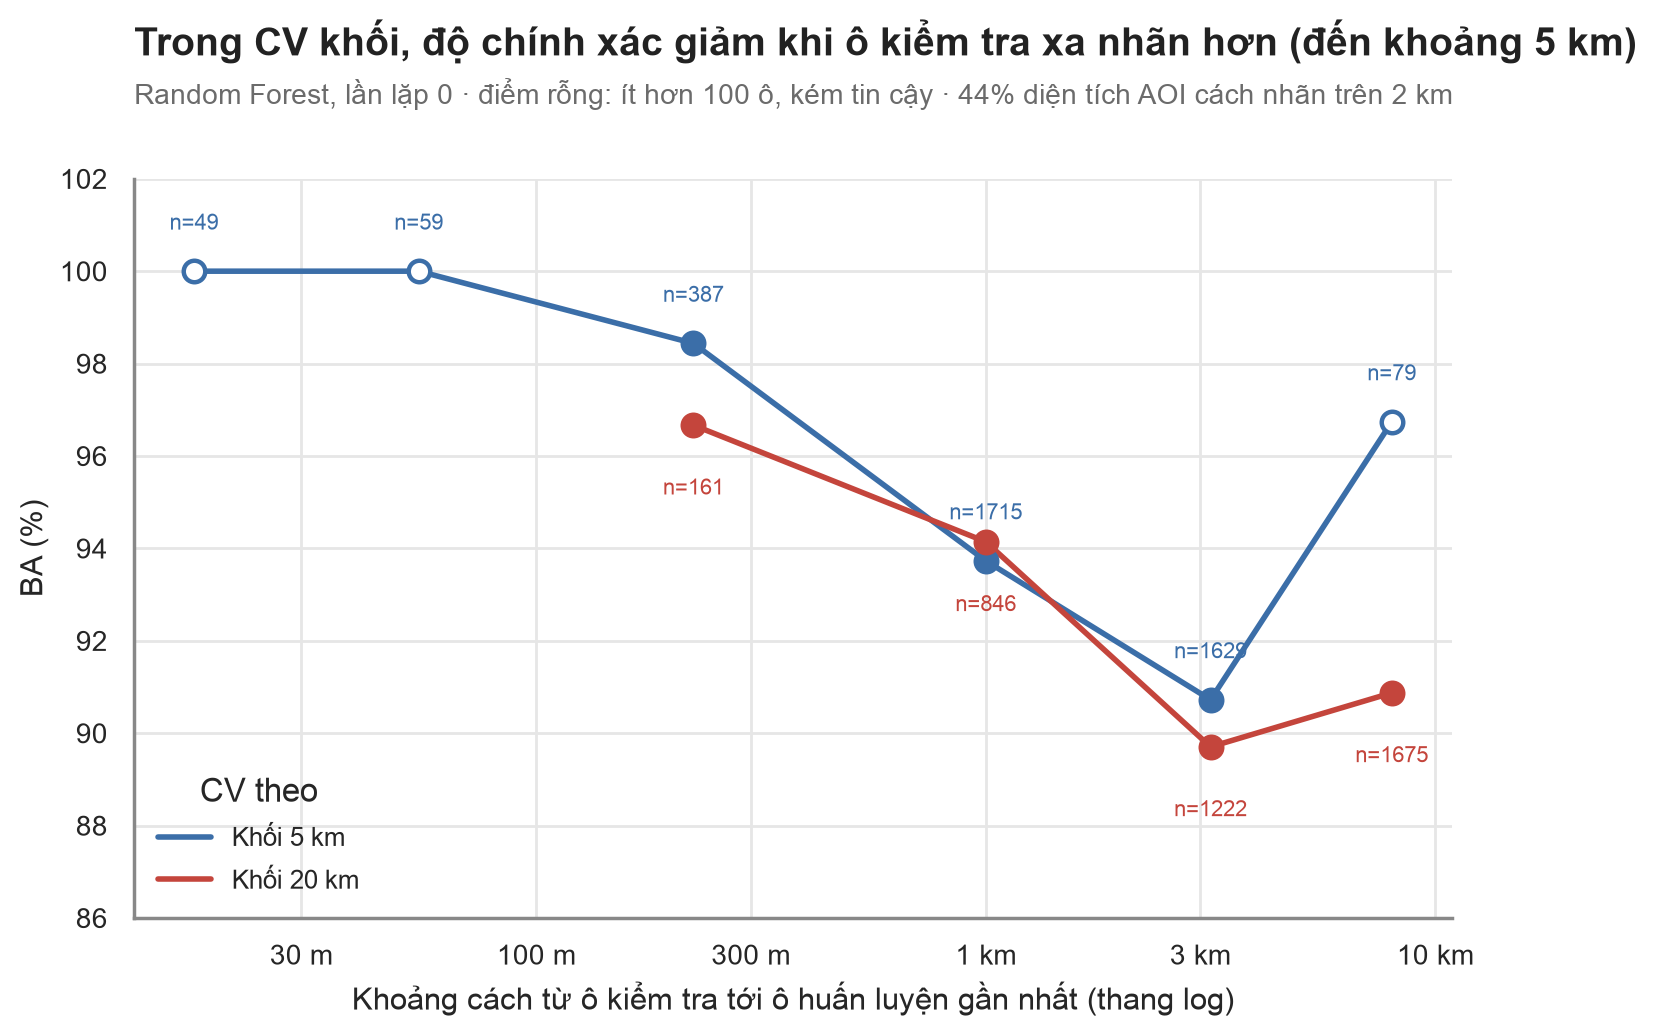 Trong CV khối, độ chính xác giảm khi ô kiểm tra xa nhãn hơn (đến khoảng 5 km)
Random Forest, lần lặp 0 · điểm rỗng: ít hơn 100 ô, kém tin cậy · 44% diện tích AOI cách nhãn trên 2 km
102
100
98
96
94
92
90
88
86
BA (%)
n=49
n=59
n=387
n=79
n=161
n=1715
n=846
n=1629
n=1675
n=1222
CV theo
Khối 5 km
Khối 20 km
30 m
100 m
300 m
1 km
3 km
10 km
Khoảng cách từ ô kiểm tra tới ô huấn luyện gần nhất (thang log)